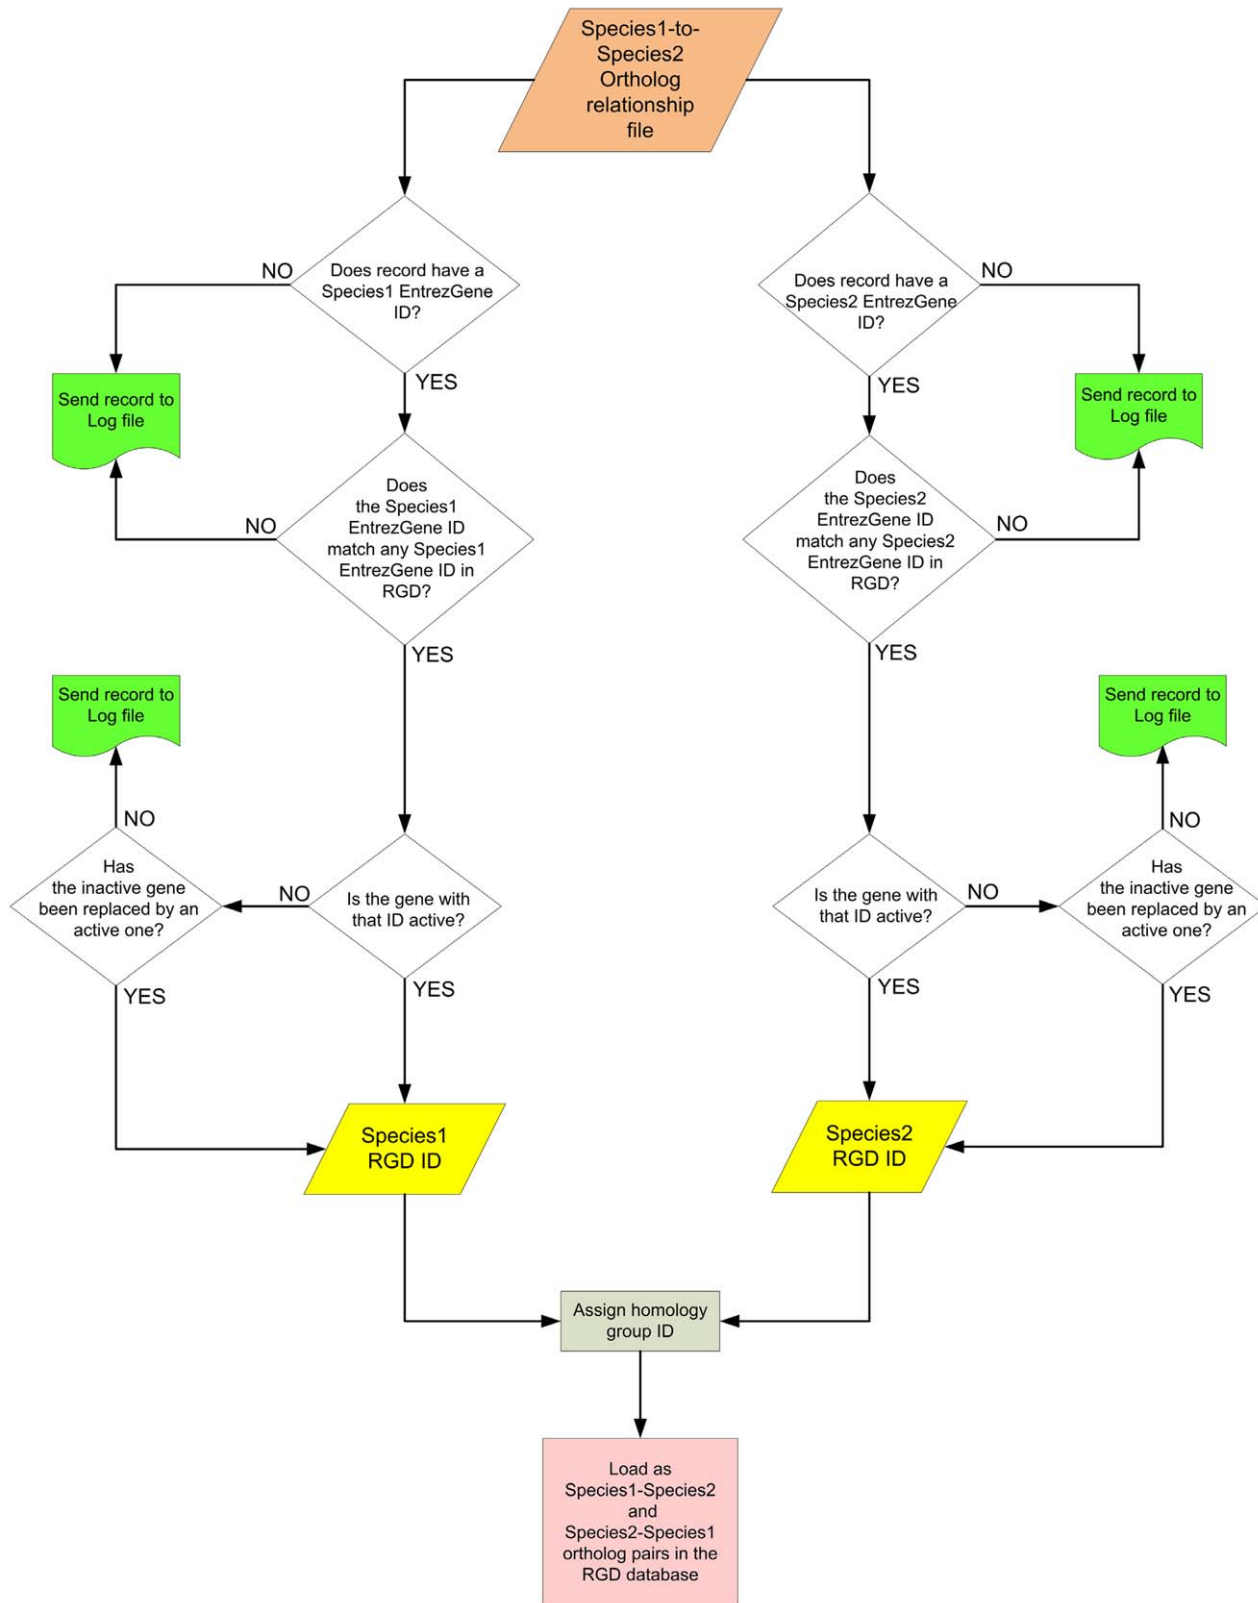 Species1-to-
Species2
Ortholog
relationship
file
NO
Does record have a
Species1 EntrezGene
ID?
YES
Does record have a
Species2 EntrezGene
ID?
NO
YES
Send record to
Log file
Send record to
Log file
NO
Does
the Species1
EntrezGene ID
match any Species1
EntrezGene ID in
RGD?
YES
Does
the Species2
EntrezGene ID
match any Species2
EntrezGene ID in
RGD?
NO
YES
Send record to
Log file
Send record to
Log file
NO
Has
the inactive gene
been replaced by an
active one?
YES
NO
Is the gene with
that ID active?
YES
Is the gene with
that ID active?
NO
YES
NO
Has
the inactive gene
been replaced by an
active one?
YES
Species1
RGD ID
Species2
RGD ID
Assign homology
group ID
Load as
Species1-Species2
and
Species2-Species1
ortholog pairs in the
RGD database